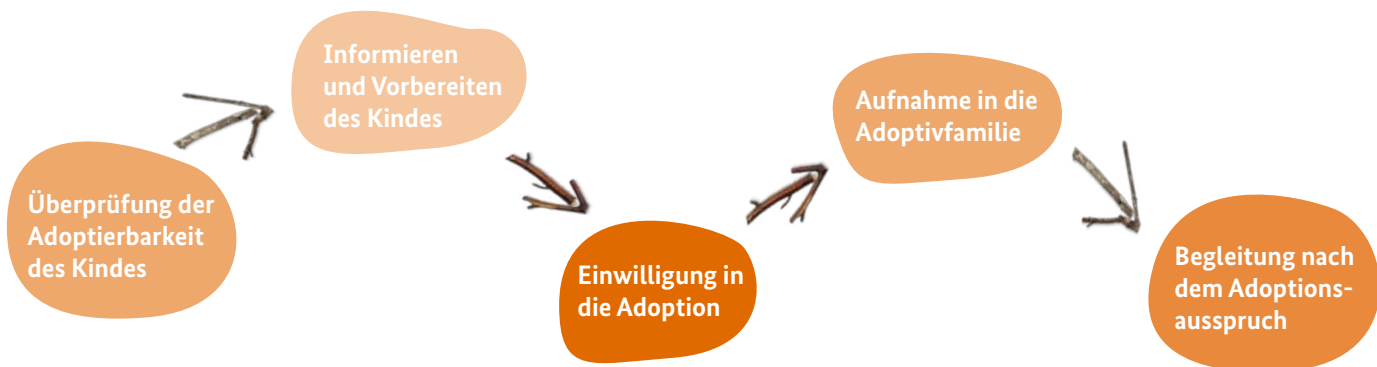 Überprüfung der
Adoptierbarkeit
des Kindes
Informieren
und Vorbereiten
des Kindes
Einwilligung in
die Adoption
Aufnahme in die
Adoptivfamilie
Begleitung nach
dem Adoptions-
ausspruch